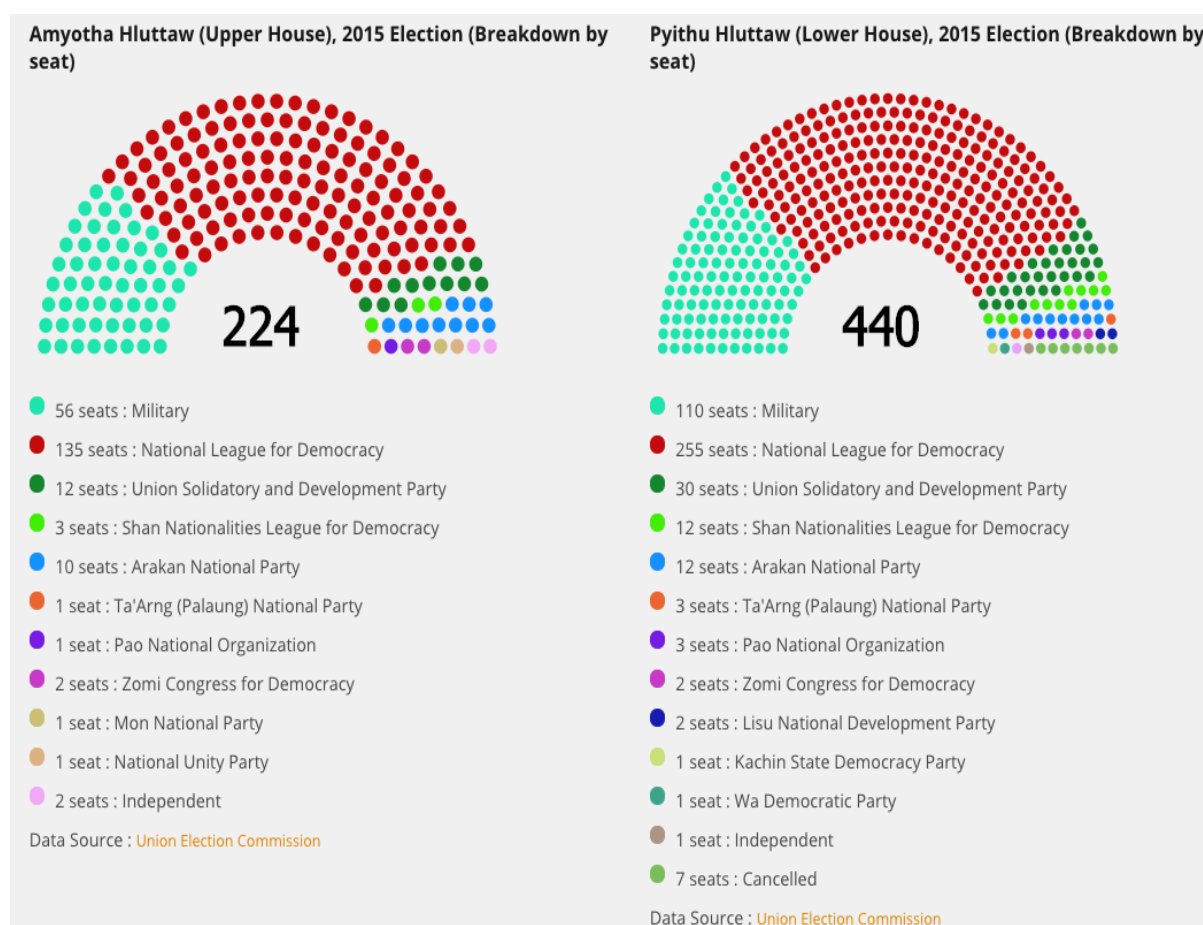 Amyotha Hluttaw (Upper House), 2015 Election (Breakdown by
seat)
224
56 seats : Military
135 seats : National League for Democracy
12 seats : Union Solidatory and Development Party
3 seats : Shan Nationalities League for Democracy
10 seats : Arakan National Party
1 seat : Ta'Arng (Palaung) National Party
1 seat : Pao National Organization
2 seats : Zomi Congress for Democracy
1 seat : Mon National Party
1 seat : National Unity Party
2 seats : Independent
Data Source : Union Election Commission
Pyithu Hluttaw (Lower House), 2015 Election (Breakdown by
seat)
440
110 seats : Military
255 seats : National League for Democracy
30 seats : Union Solidatory and Development Party
12 seats : Shan Nationalities League for Democracy
12 seats : Arakan National Party
3 seats : Ta'Arng (Palaung) National Party
3 seats : Pao National Organization
2 seats : Zomi Congress for Democracy
2 seats : Lisu National Development Party
1 seat : Kachin State Democracy Party
1 seat : Wa Democratic Party
1 seat : Independent
7 seats : Cancelled
Data Source : Union Election Commission